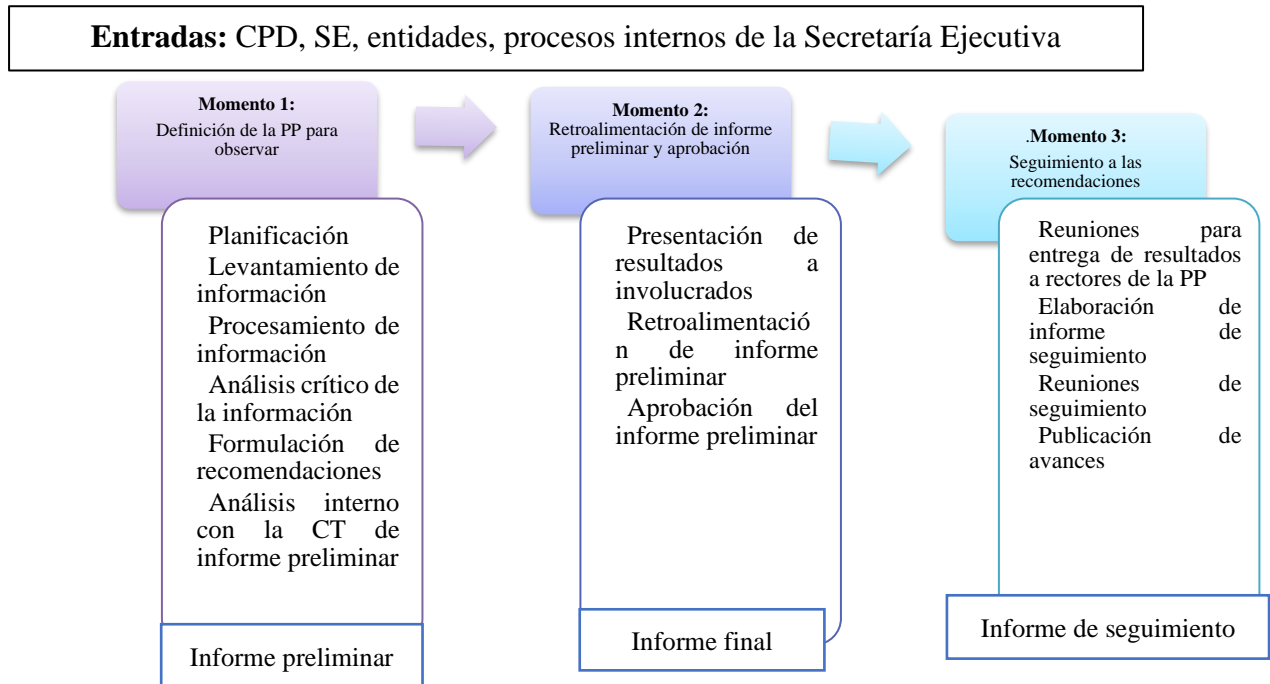 Entradas: CPD, SE, entidades, procesos internos de la Secretaría Ejecutiva
Momento 1:
Definición de la PP para
observar
Planificación
Levantamiento de
información
Procesamiento de
información
Análisis crítico de
la información
Formulación de
recomendaciones
Análisis interno
con la CT de
informe preliminar
Informe preliminar
Momento 2:
Retroalimentación de informe
preliminar y aprobación
Presentación de
resultados a
involucrados
Retroalimentació
n de informe
preliminar
Aprobación del
informe preliminar
Informe final
.Momento 3:
Seguimiento a las
recomendaciones
Reuniones para
entrega de resultados
a rectores de la PP
Elaboración de
informe de
seguimiento
Reuniones de
seguimiento
Publicación de
avances
Informe de seguimiento